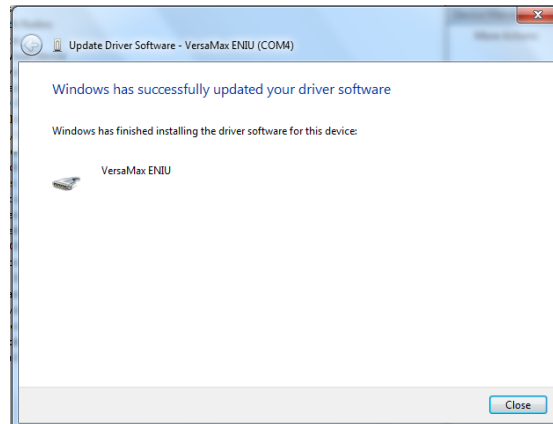 Update Driver Software - VersaMax ENIU (COM4)
Windows has successfully updated your driver software
Windows has finished installing the driver software for this device:
VersaMax ENIU
Close